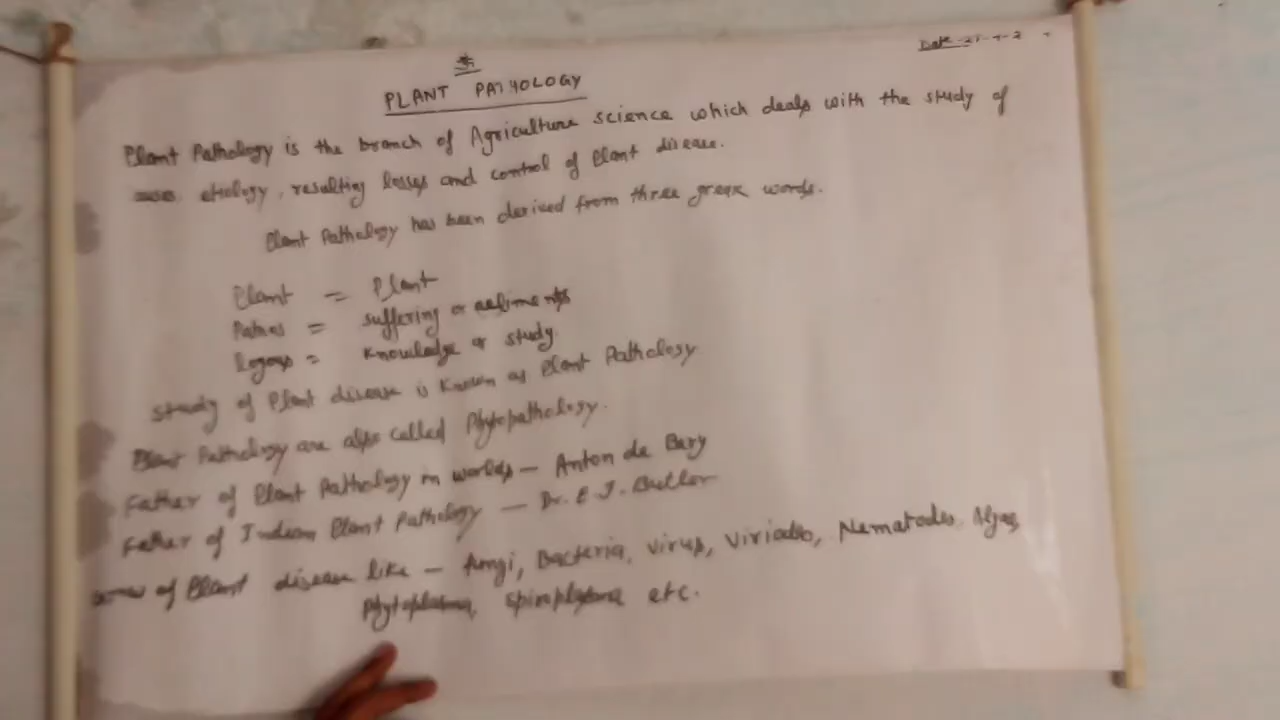 Date-21-
PLANT PATHOLOGY
Plant Pathology is the branch of Agriculture science which deals with the study of
etiology, resulting losses and control of Plant disease.
Plant Pathology has been derived from three greek words.
Plant = Plant
Pathos = suffering or ailments
Logos = Knowledge or study
Study of Plant disease is Known as Plant Pathology
Plant Pathology are also called Phytopathology.
Father of Plant Pathology in worlds - Anton de Bary
Father of Indian Plant Pathology - Dr. E. J. Butler
of Plant disease like - fungi, Bacteria, virus, viriods, Nematodes, Algae,
Phytoplasma, Spiroplasma etc.